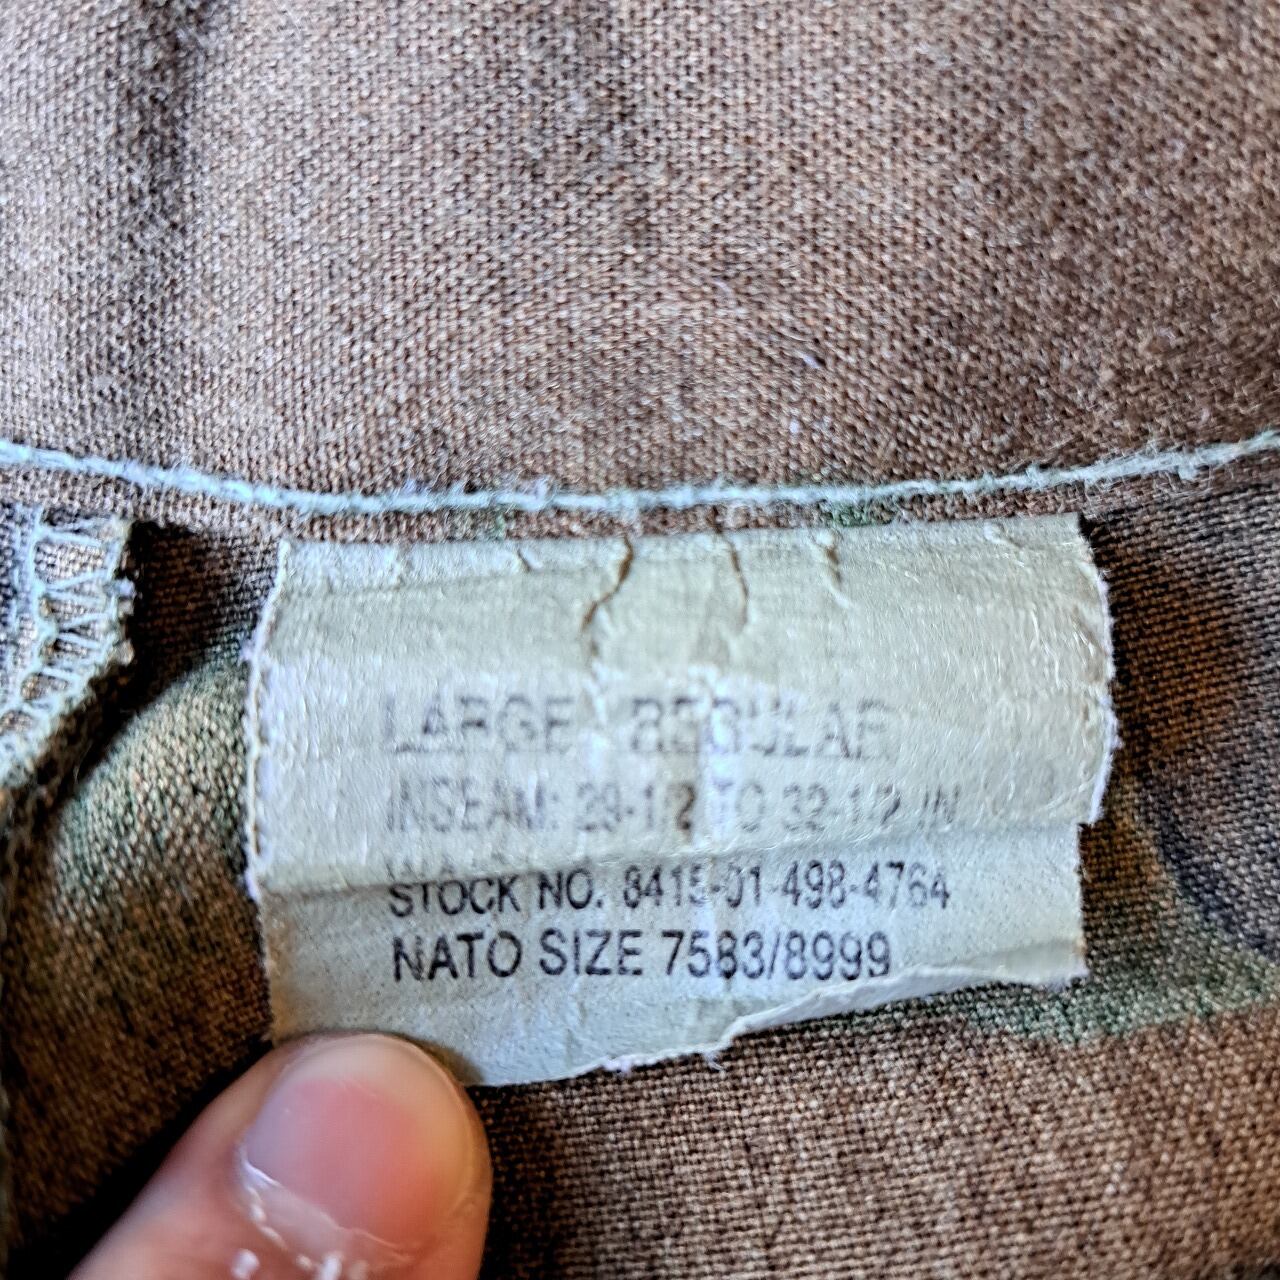 LARGE REGULAR
INSEAM: 29-1/2 TO 32-1/2 IN
STOCK NO. 8415-01-498-4764
NATO SIZE 7583/8999